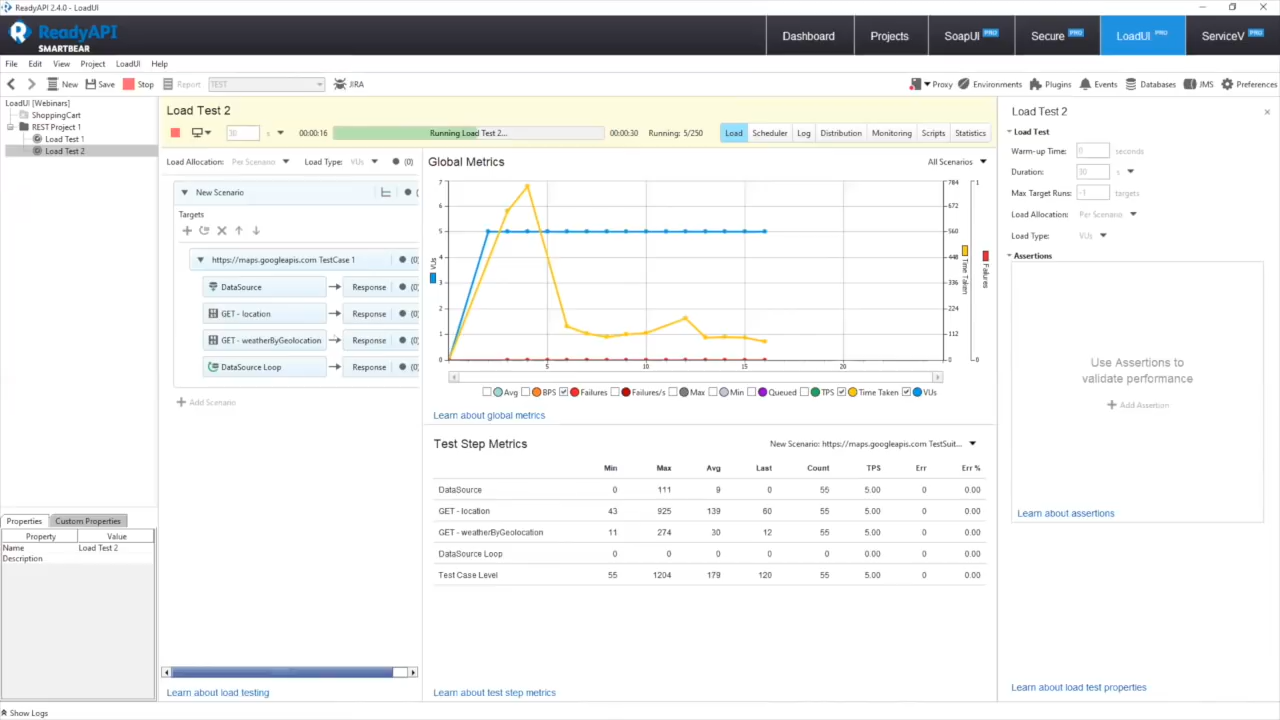 ReadyAPI 2.4.0 - LoadUI
ReadyAPI
SMARTBEAR
Dashboard
Projects
SoapUI PRO
Secure PRO
LoadUI PRO
ServiceV PRO
File Edit View Project LoadUI Help
New Save Stop Report TEST JIRA
Proxy Environments Plugins Events Databases JMS Preferences
LoadUI [Webinars]
ShoppingCart
REST Project 1
Load Test 1
Load Test 2
Properties Custom Properties
Property Value
Name Load Test 2
Description
Load Test 2
30 s 00:00:16 Running Load Test 2... 00:00:30 Running: 5/250
Load Scheduler Log Distribution Monitoring Scripts Statistics
Load Allocation: Per Scenario Load Type: VUs (0)
New Scenario
Targets
https://maps.googleapis.com TestCase 1
DataSource Response
GET - location Response
GET - weatherByGeolocation Response
DataSource Loop Response
Add Scenario
Learn about load testing
Global Metrics
All Scenarios
7
6
5
4
3
2
1
0
VUs
5 10 15 20
784
672
560
448
336
224
112
0
Time Taken
1
0
Failures
Avg BPS Failures Failures/s Max Min Queued TPS Time Taken VUs
Learn about global metrics
Test Step Metrics
New Scenario: https://maps.googleapis.com TestSuit...
Min Max Avg Last Count TPS Err Err %
DataSource 0 111 9 0 55 5.00 0 0.00
GET - location 43 925 139 60 55 5.00 0 0.00
GET - weatherByGeolocation 11 274 30 12 55 5.00 0 0.00
DataSource Loop 0 0 0 0 55 5.00 0 0.00
Test Case Level 55 1204 179 120 55 5.00 0 0.00
Learn about test step metrics
Load Test 2
Load Test
Warm-up Time: 0 seconds
Duration: 30 s
Max Target Runs: -1 targets
Load Allocation: Per Scenario
Load Type: VUs
Assertions
Use Assertions to
validate performance
Add Assertion
Learn about assertions
Learn about load test properties
Show Logs